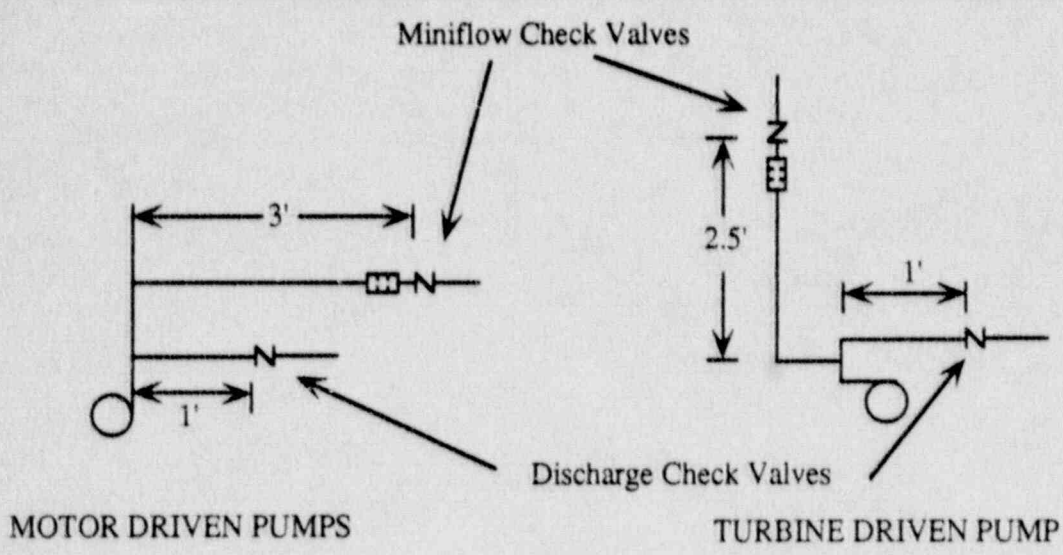 Miniflow Check Valves
3'
2.5'
1'
1'
Discharge Check Valves
MOTOR DRIVEN PUMPS
TURBINE DRIVEN PUMP